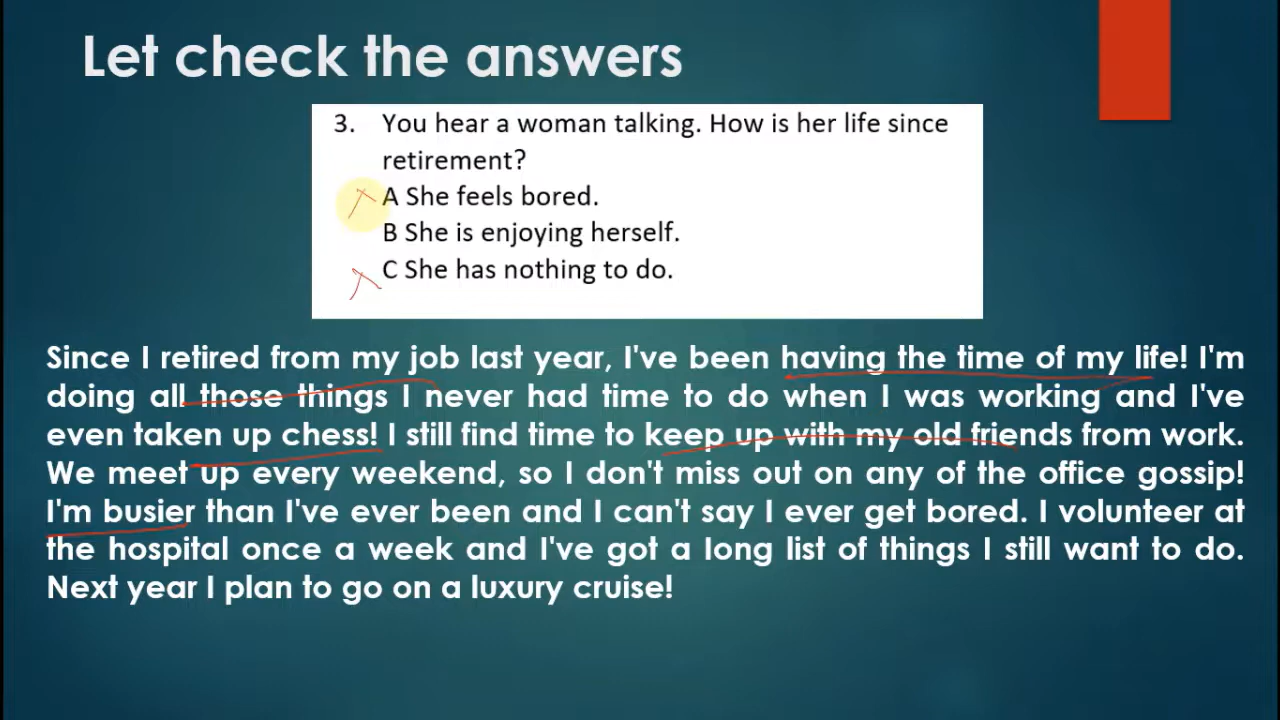 Let check the answers
3. You hear a woman talking. How is her life since
retirement?
A She feels bored.
B She is enjoying herself.
C She has nothing to do.
Since I retired from my job last year, I've been having the time of my life! I'm
doing all those things I never had time to do when I was working and I've
even taken up chess! I still find time to keep up with my old friends from work.
We meet up every weekend, so I don't miss out on any of the office gossip!
I'm busier than I've ever been and I can't say I ever get bored. I volunteer at
the hospital once a week and I've got a long list of things I still want to do.
Next year I plan to go on a luxury cruise!